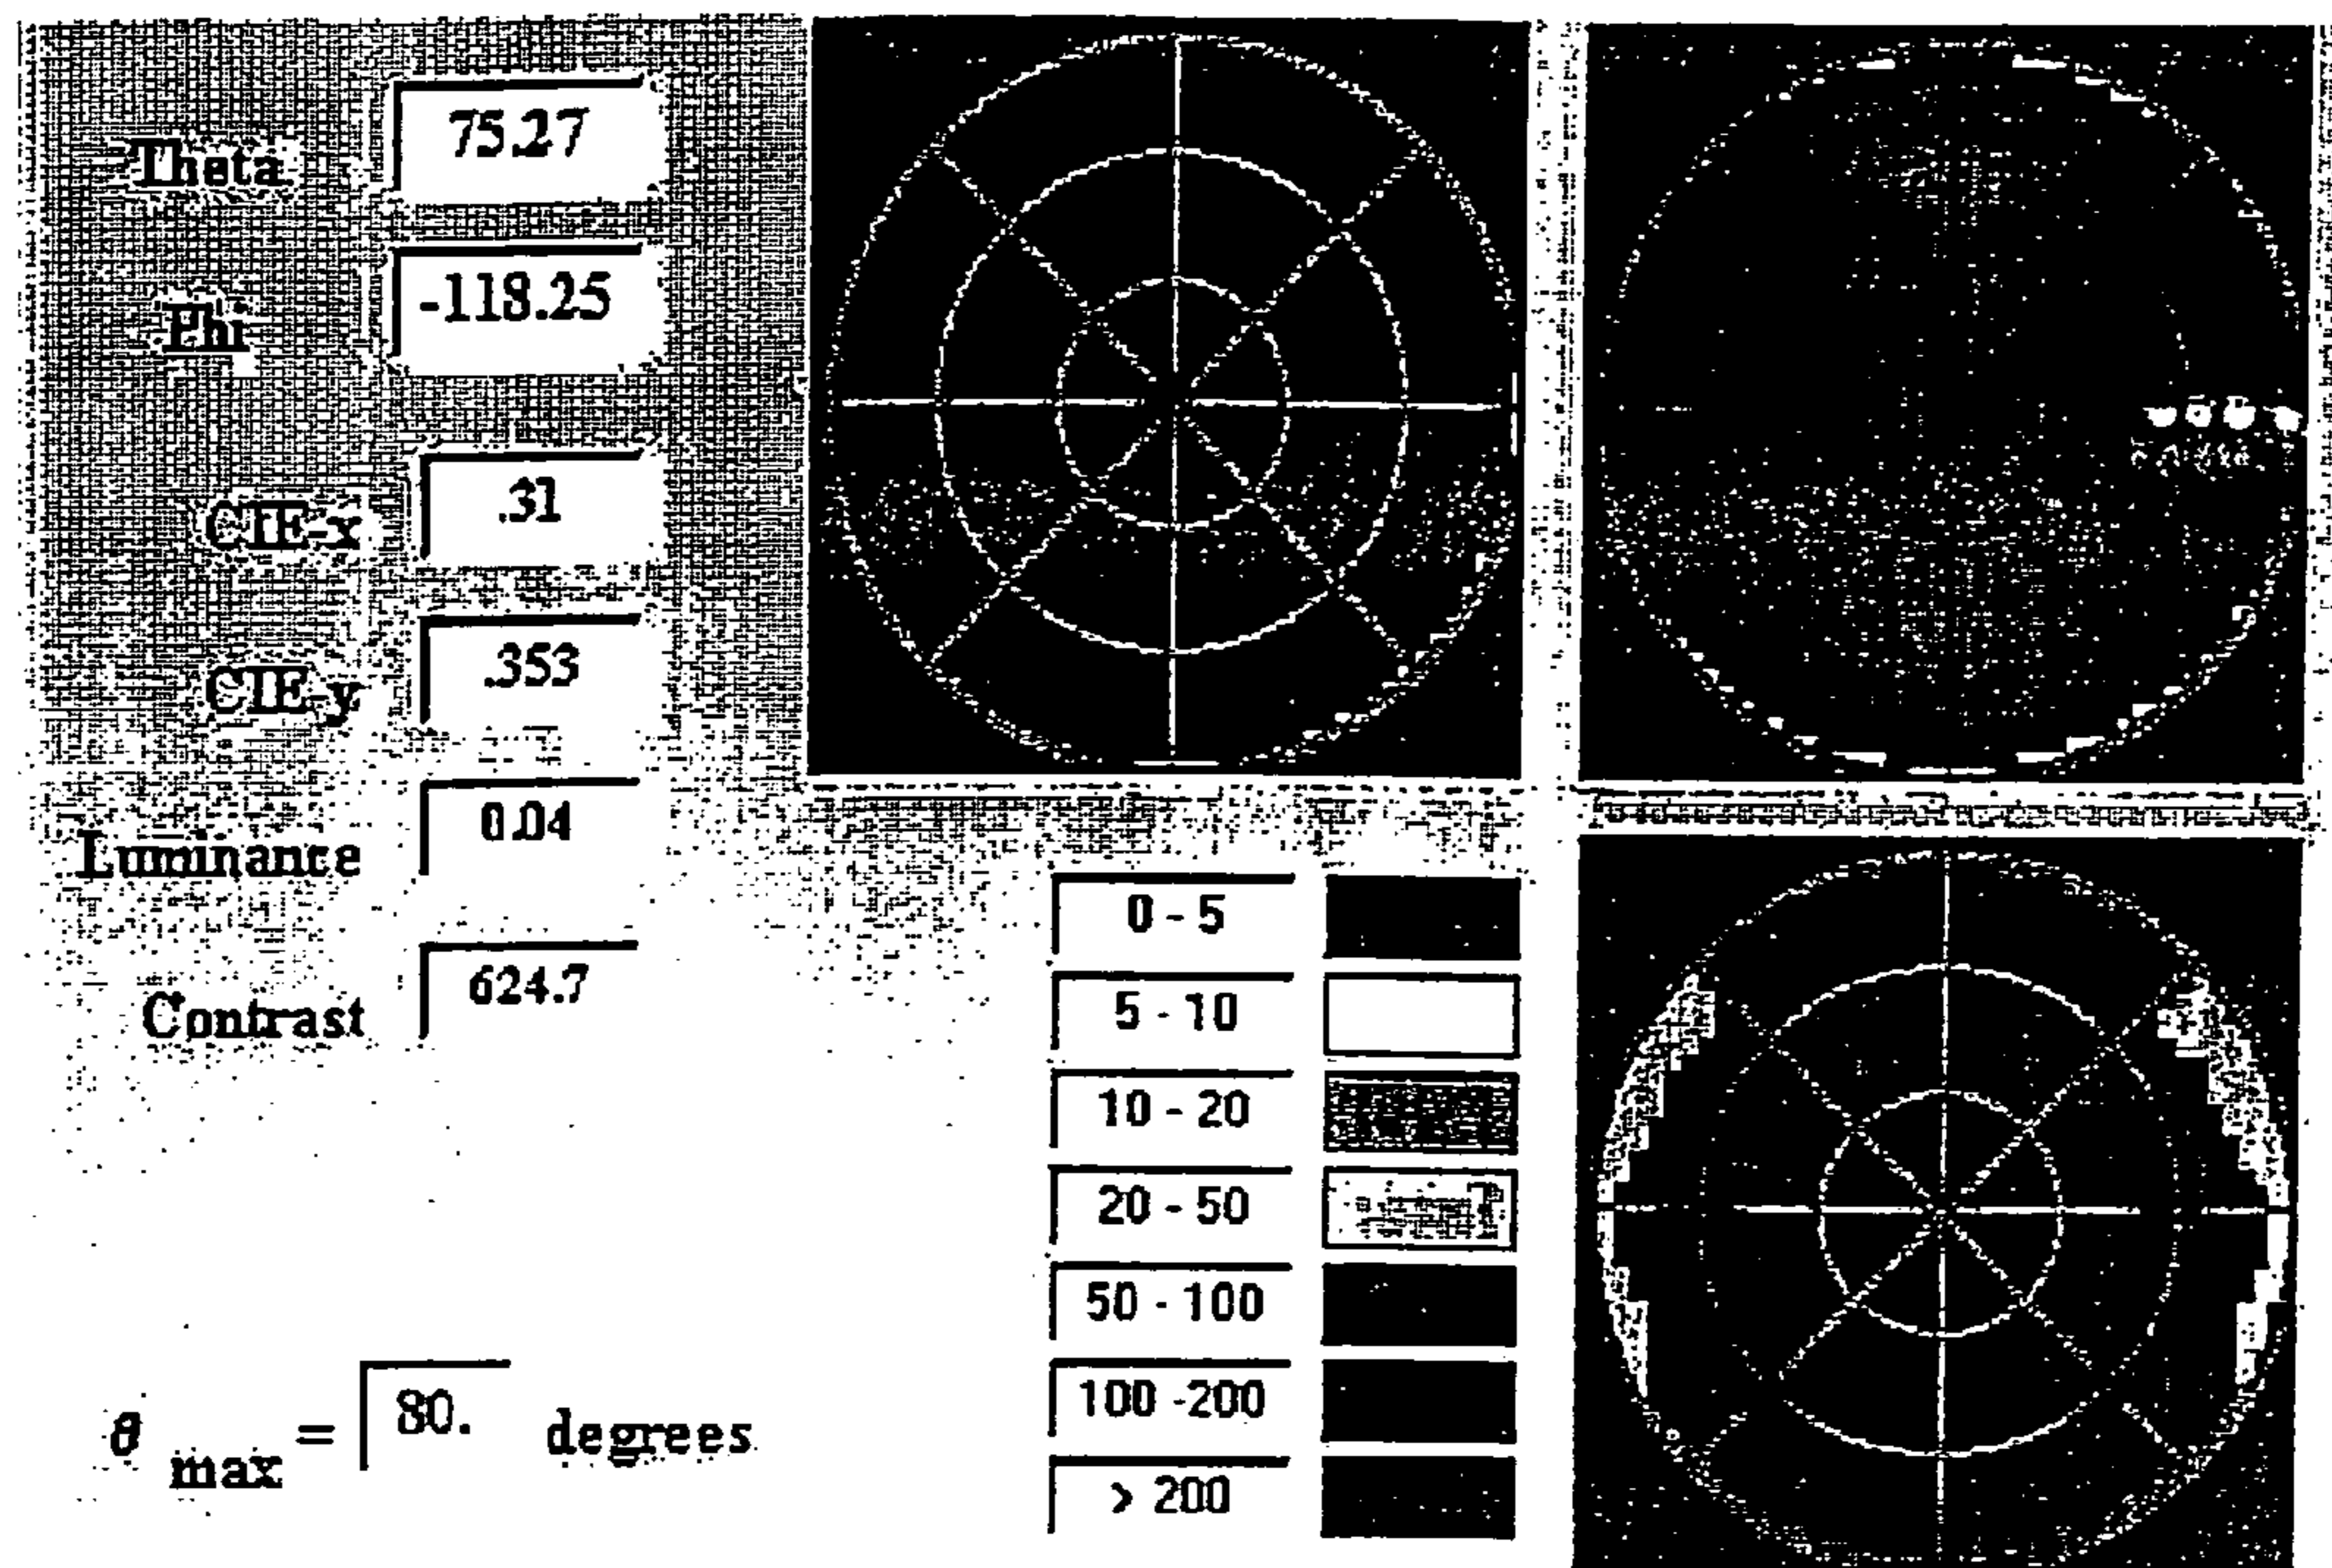 Theta 75.27
Phi -118.25
CIE-x .31
CIE-y .353
Luminance 0.04
Contrast 624.7
θ max = 80. degrees
0 - 5
5 - 10
10 - 20
20 - 50
50 - 100
100 -200
> 200